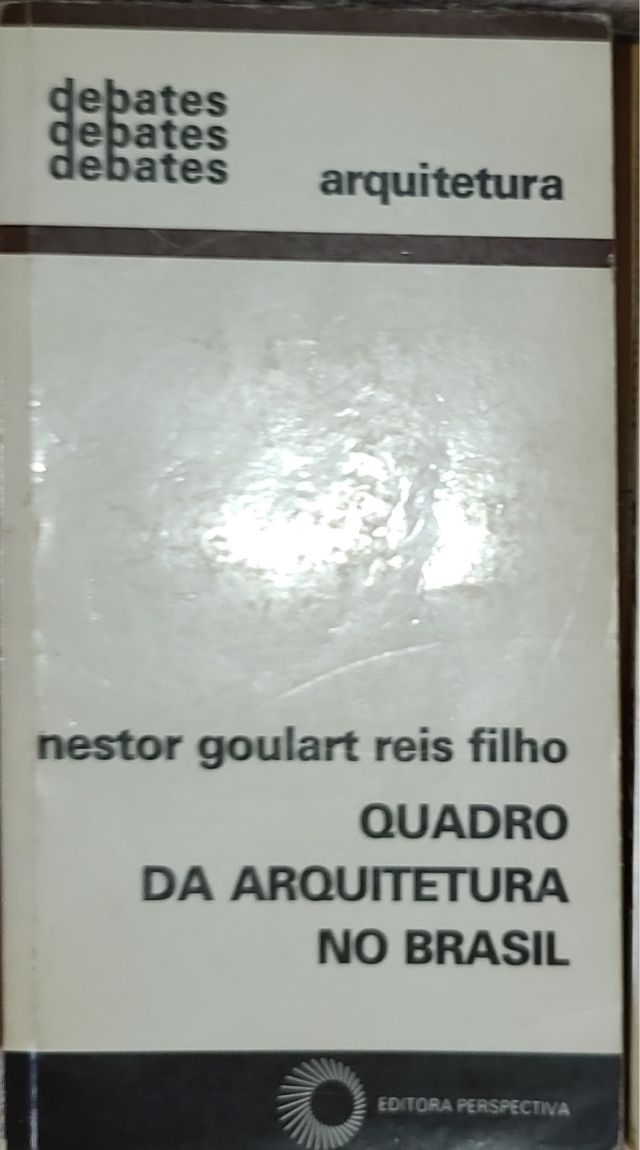 debates
debates
debates
arquitetura
nestor goulart reis filho
QUADRO
DA ARQUITETURA
NO BRASIL
EDITORA PERSPECTIVA